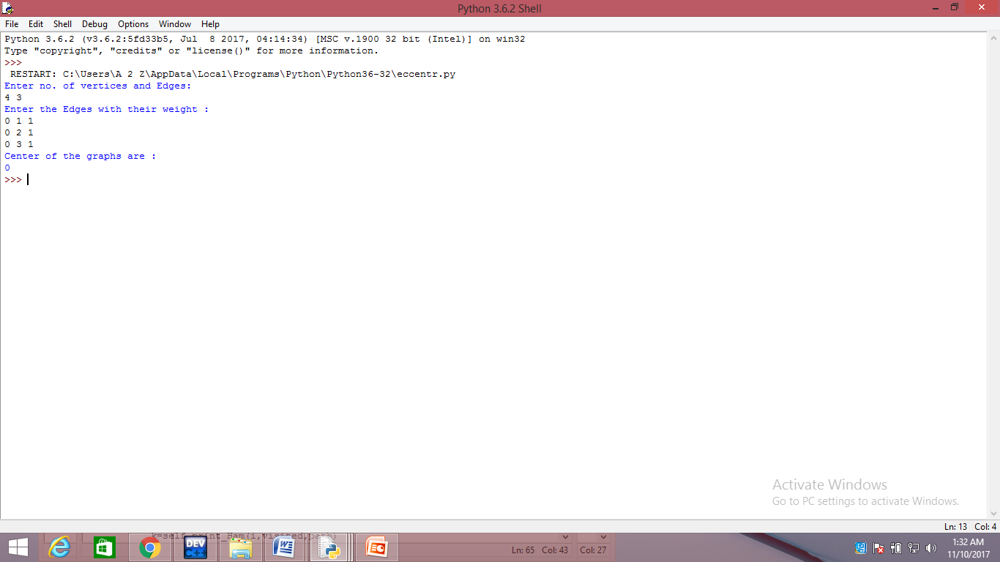 Python 3.6.2 Shell
File Edit Shell Debug Options Window Help
Python 3.6.2 (v3.6.2:5fd33b5, Jul  8 2017, 04:14:34) [MSC v.1900 32 bit (Intel)] on win32
Type "copyright", "credits" or "license()" for more information.
>>>
 RESTART: C:\Users\A 2 Z\AppData\Local\Programs\Python\Python36-32\eccentr.py
Enter no. of vertices and Edges:
4 3
Enter the Edges with their weight :
0 1 1
0 2 1
0 3 1
Center of the graphs are :
0
>>>
Activate Windows
Go to PC settings to activate Windows.
Ln: 13 Col: 4
DEV C++
Ln: 65 Col: 43 Col: 27
1:32 AM
11/10/2017